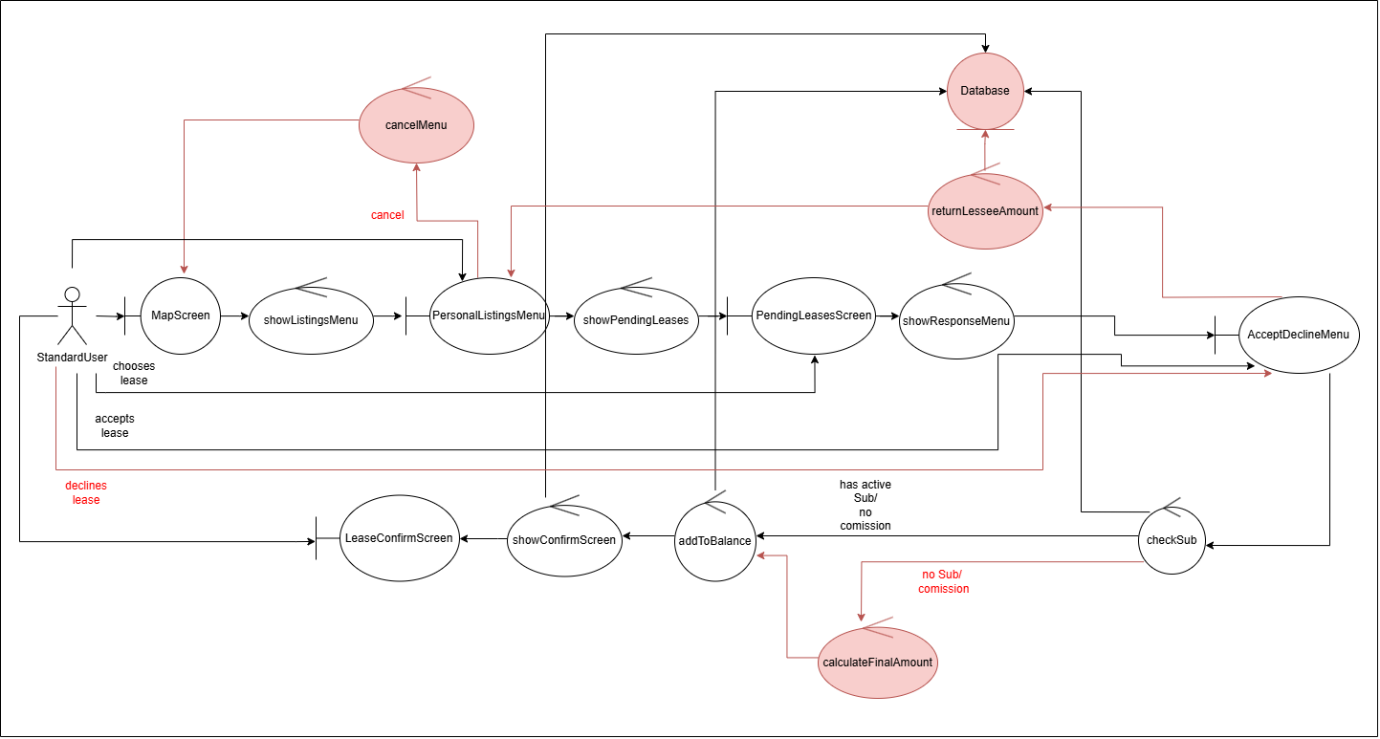 Database
cancelMenu
cancel
returnLesseeAmount
MapScreen
showListingsMenu
PersonalListingsMenu
showPendingLeases
PendingLeasesScreen
showResponseMenu
AcceptDeclineMenu
StandardUser
chooses
lease
accepts
lease
declines
lease
has active
Sub/
no
comission
LeaseConfirmScreen
showConfirmScreen
addToBalance
checkSub
no Sub/
comission
calculateFinalAmount